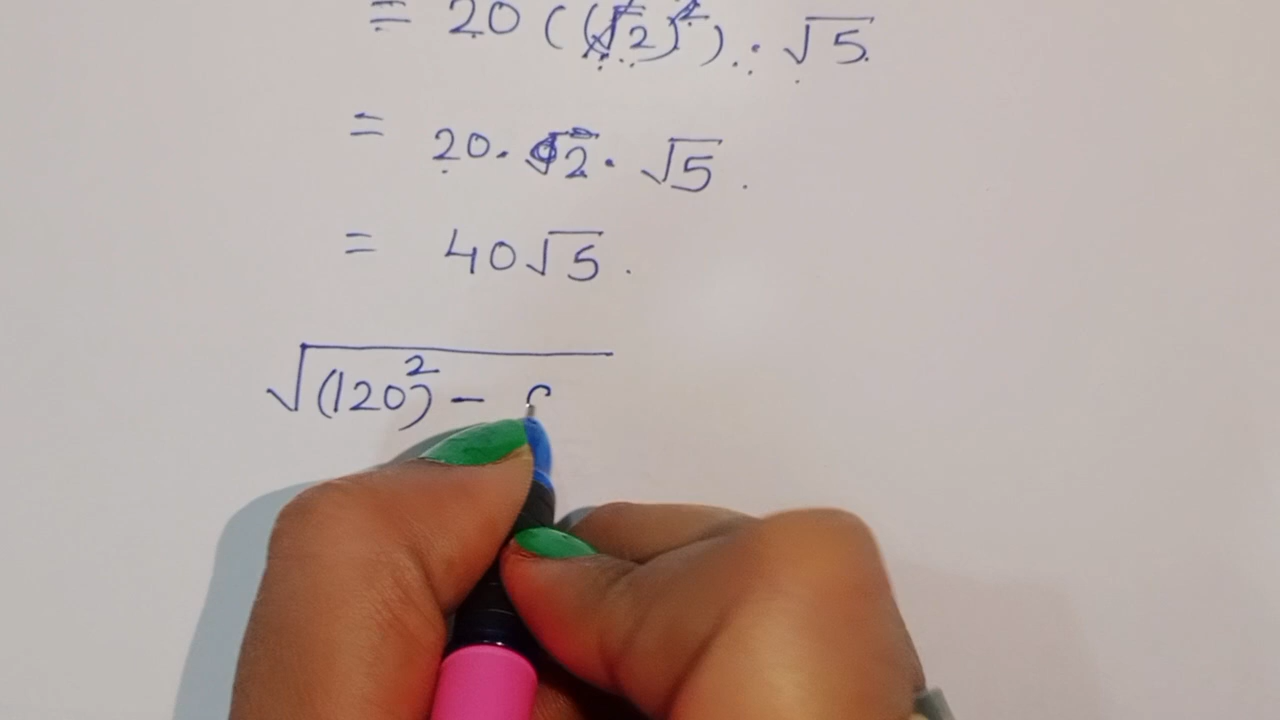 = 20 ((√2)²) . √5
= 20 . 2 . √5 .
= 40√5 .
√(120)² -